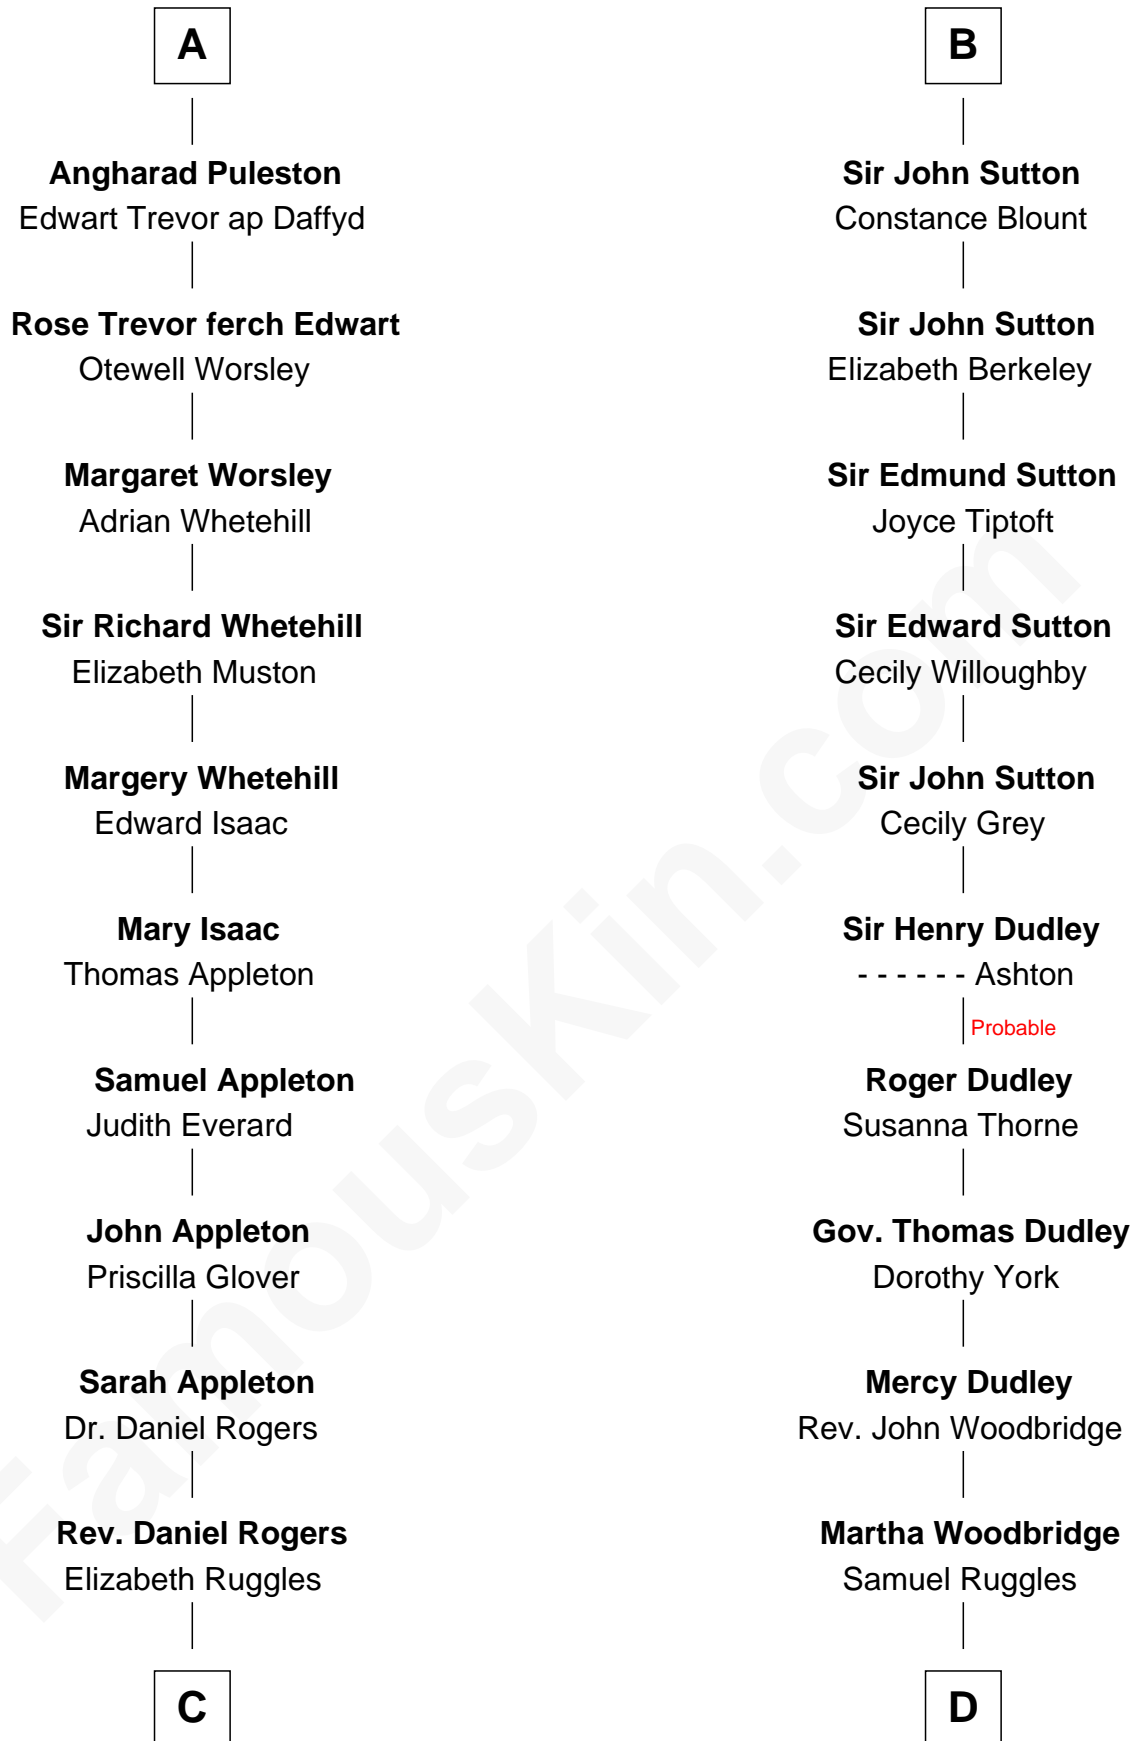 A
Angharad Puleston
Edwart Trevor ap Daffyd
Rose Trevor ferch Edwart
Otewell Worsley
Margaret Worsley
Adrian Whetehill
Sir Richard Whetehill
Elizabeth Muston
Margery Whetehill
Edward Isaac
Mary Isaac
Thomas Appleton
Samuel Appleton
Judith Everard
John Appleton
Priscilla Glover
Sarah Appleton
Dr. Daniel Rogers
Rev. Daniel Rogers
Elizabeth Ruggles
C
B
Sir John Sutton
Constance Blount
Sir John Sutton
Elizabeth Berkeley
Sir Edmund Sutton
Joyce Tiptoft
Sir Edward Sutton
Cecily Willoughby
Sir John Sutton
Cecily Grey
Sir Henry Dudley
- - - - - - Ashton
Probable
Roger Dudley
Susanna Thorne
Gov. Thomas Dudley
Dorothy York
Mercy Dudley
Rev. John Woodbridge
Martha Woodbridge
Samuel Ruggles
D
FamousKin.com